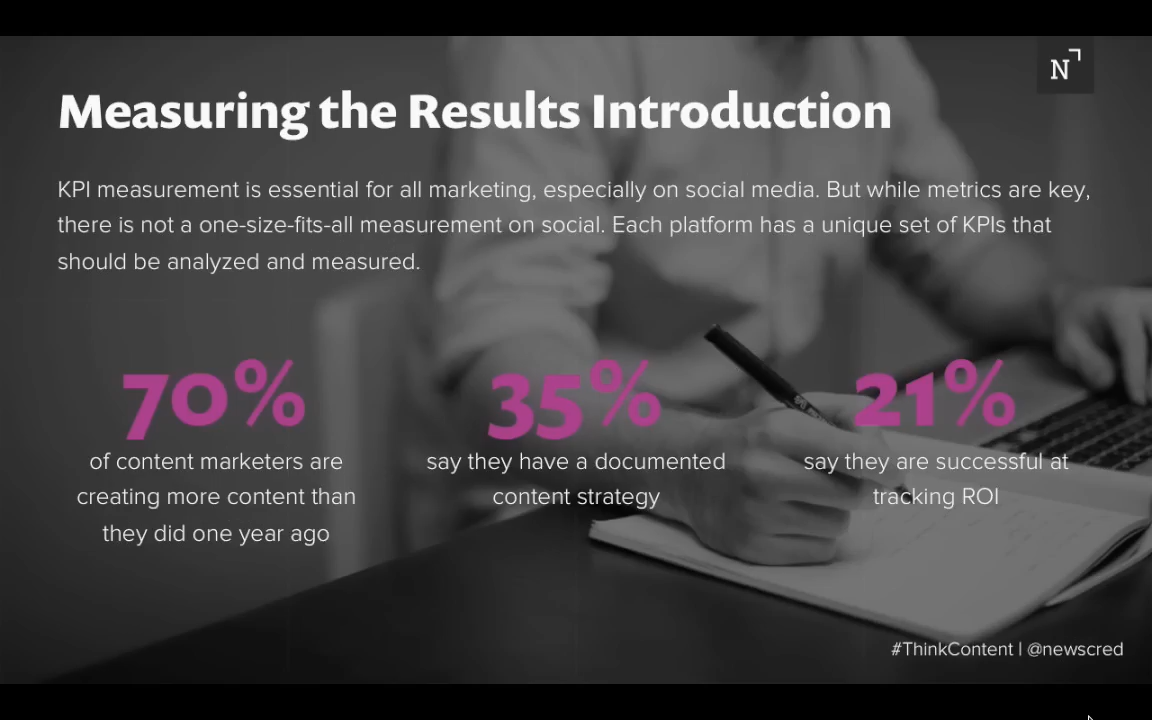 N
Measuring the Results Introduction
KPI measurement is essential for all marketing, especially on social media. But while metrics are key,
there is not a one-size-fits-all measurement on social. Each platform has a unique set of KPIs that
should be analyzed and measured.
70%
of content marketers are
creating more content than
they did one year ago
35%
say they have a documented
content strategy
21%
say they are successful at
tracking ROI
#ThinkContent | @newscred